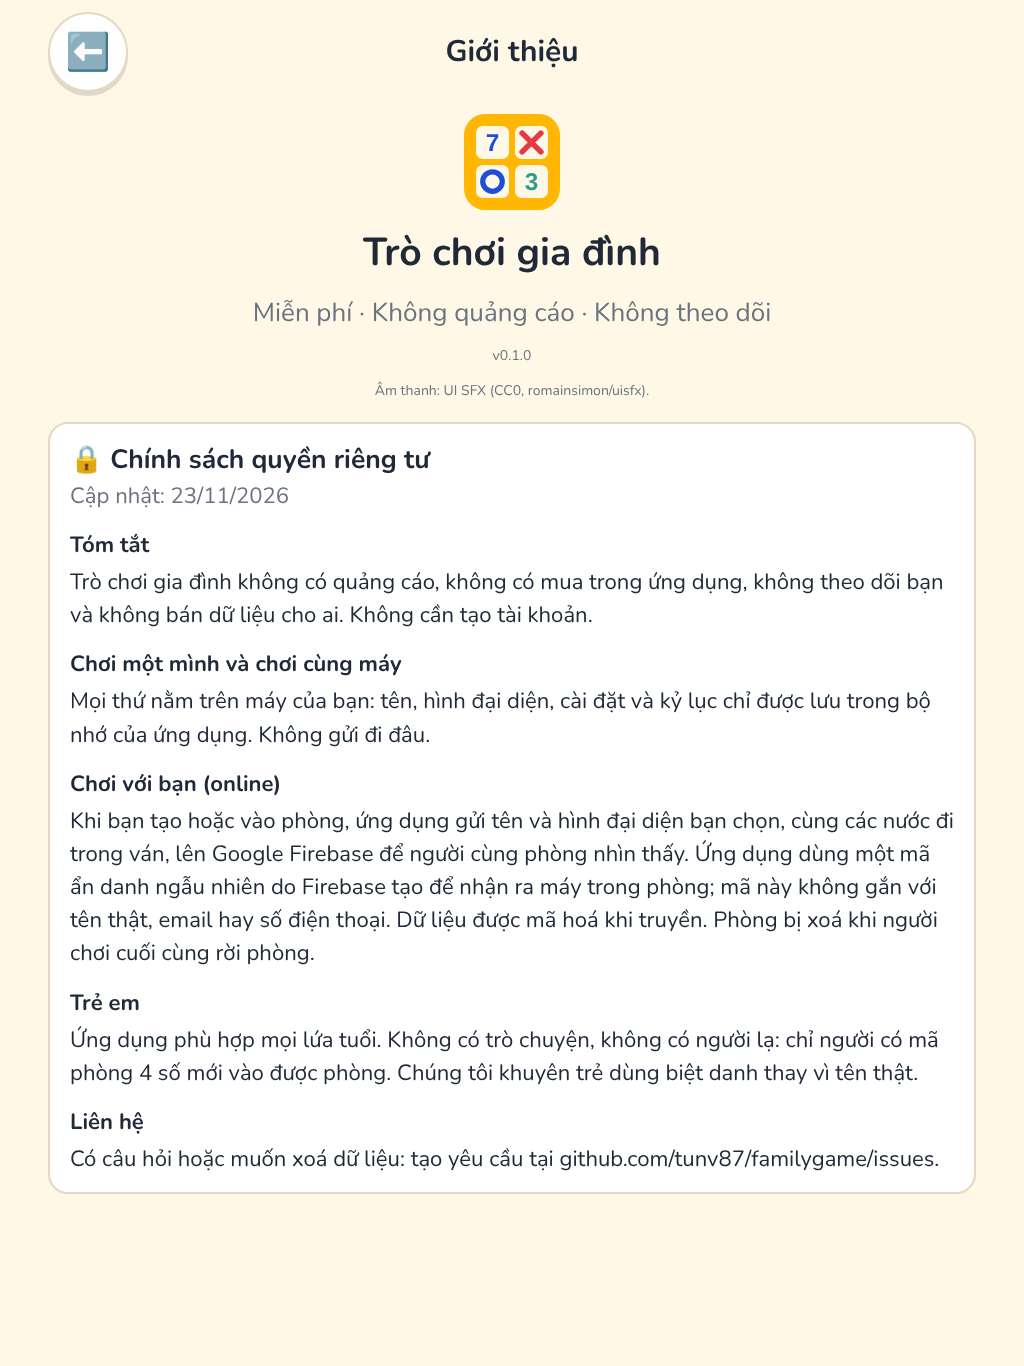 Giới thiệu
7
3
Trò chơi gia đình
Miễn phí · Không quảng cáo · Không theo dõi
v0.1.0
Âm thanh: UI SFX (CC0, romainsimon/uisfx).
🔒 Chính sách quyền riêng tư
Cập nhật: 23/11/2026
Tóm tắt
Trò chơi gia đình không có quảng cáo, không có mua trong ứng dụng, không theo dõi bạn
và không bán dữ liệu cho ai. Không cần tạo tài khoản.
Chơi một mình và chơi cùng máy
Mọi thứ nằm trên máy của bạn: tên, hình đại diện, cài đặt và kỷ lục chỉ được lưu trong bộ
nhớ của ứng dụng. Không gửi đi đâu.
Chơi với bạn (online)
Khi bạn tạo hoặc vào phòng, ứng dụng gửi tên và hình đại diện bạn chọn, cùng các nước đi
trong ván, lên Google Firebase để người cùng phòng nhìn thấy. Ứng dụng dùng một mã
ẩn danh ngẫu nhiên do Firebase tạo để nhận ra máy trong phòng; mã này không gắn với
tên thật, email hay số điện thoại. Dữ liệu được mã hoá khi truyền. Phòng bị xoá khi người
chơi cuối cùng rời phòng.
Trẻ em
Ứng dụng phù hợp mọi lứa tuổi. Không có trò chuyện, không có người lạ: chỉ người có mã
phòng 4 số mới vào được phòng. Chúng tôi khuyên trẻ dùng biệt danh thay vì tên thật.
Liên hệ
Có câu hỏi hoặc muốn xoá dữ liệu: tạo yêu cầu tại github.com/tunv87/familygame/issues.